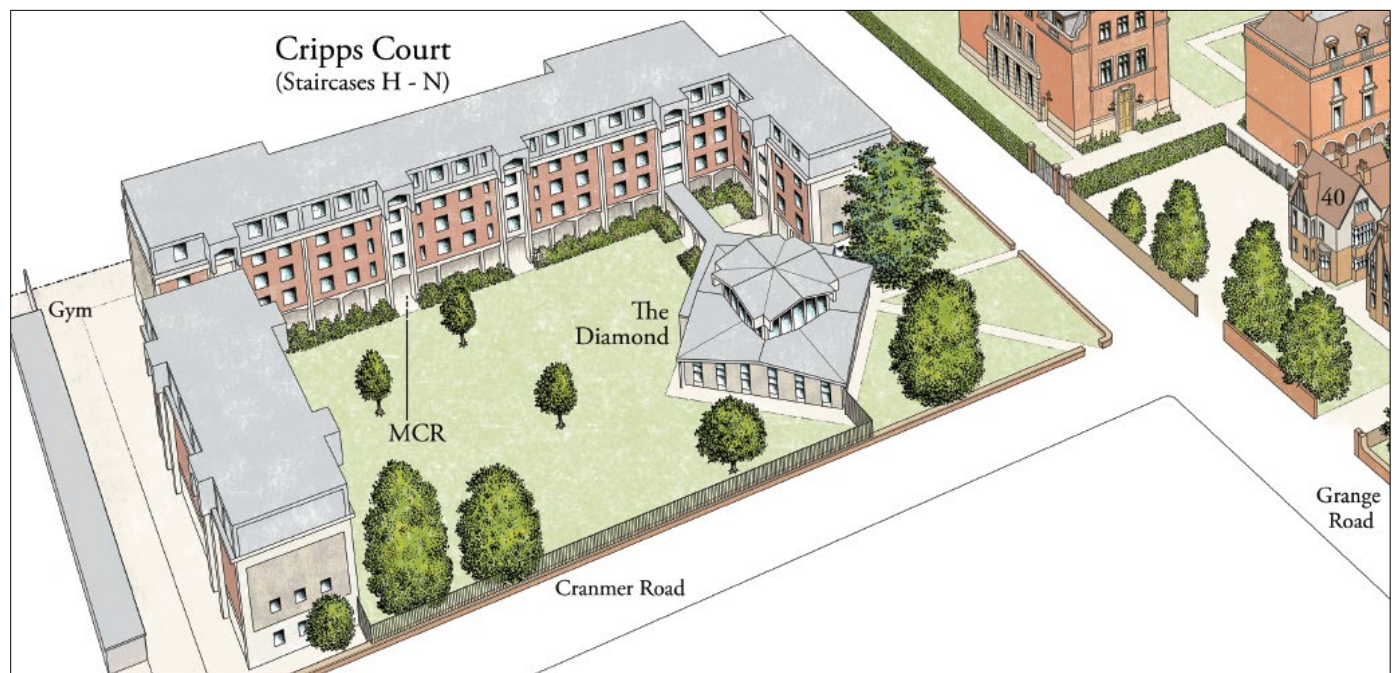 Cripps Court
(Staircases H - N)
40
Gym
The
Diamond
MCR
Grange
Road
Cranmer Road